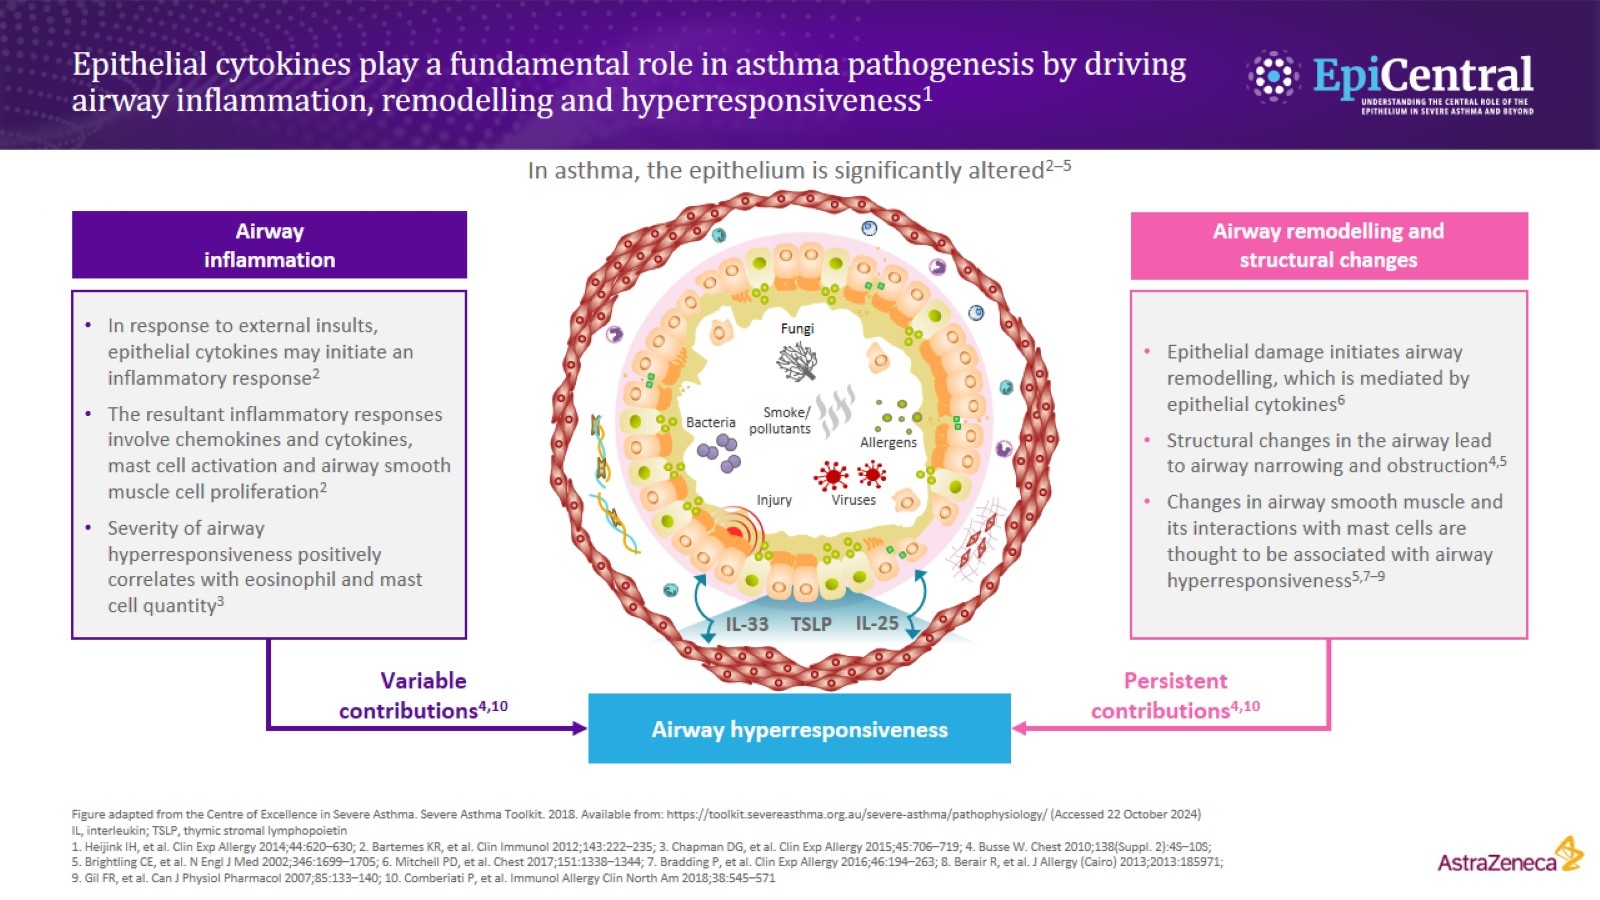 Epithelial cytokines play a fundamental role in asthma pathogenesis by driving
airway inflammation, remodelling and hyperresponsiveness1
EpiCentral
UNDERSTANDING THE CENTRAL ROLE OF THE
EPITHELIUM IN SEVERE ASTHMA AND BEYOND
In asthma, the epithelium is significantly altered2–5
Airway
inflammation
• In response to external insults,
epithelial cytokines may initiate an
inflammatory response2
• The resultant inflammatory responses
involve chemokines and cytokines,
mast cell activation and airway smooth
muscle cell proliferation2
• Severity of airway
hyperresponsiveness positively
correlates with eosinophil and mast
cell quantity3
Fungi
Bacteria
Smoke/
pollutants
Allergens
Injury
Viruses
IL-33 TSLP IL-25
Airway remodelling and
structural changes
• Epithelial damage initiates airway
remodelling, which is mediated by
epithelial cytokines6
• Structural changes in the airway lead
to airway narrowing and obstruction4,5
• Changes in airway smooth muscle and
its interactions with mast cells are
thought to be associated with airway
hyperresponsiveness5,7–9
Variable
contributions4,10
Persistent
contributions4,10
Airway hyperresponsiveness
Figure adapted from the Centre of Excellence in Severe Asthma. Severe Asthma Toolkit. 2018. Available from: https://toolkit.severeasthma.org.au/severe-asthma/pathophysiology/ (Accessed 22 October 2024)
IL, interleukin; TSLP, thymic stromal lymphopoietin
1. Heijink IH, et al. Clin Exp Allergy 2014;44:620–630; 2. Bartemes KR, et al. Clin Immunol 2012;143:222–235; 3. Chapman DG, et al. Clin Exp Allergy 2015;45:706–719; 4. Busse W. Chest 2010;138(Suppl. 2):4S–10S;
5. Brightling CE, et al. N Engl J Med 2002;346:1699–1705; 6. Mitchell PD, et al. Chest 2017;151:1338–1344; 7. Bradding P, et al. Clin Exp Allergy 2016;46:194–263; 8. Berair R, et al. J Allergy (Cairo) 2013;2013:185971;
9. Gil FR, et al. Can J Physiol Pharmacol 2007;85:133–140; 10. Comberiati P, et al. Immunol Allergy Clin North Am 2018;38:545–571
AstraZeneca